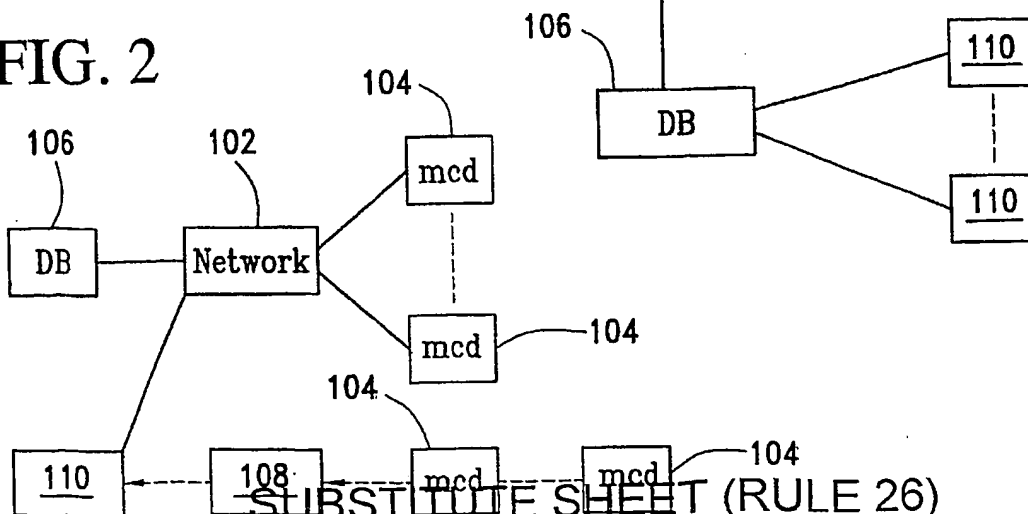 FIG. 2
106
110
104
DB
106
102
mcd
110
DB
Network
mcd
104
104
110
108
mcd
mcd
104
SUBSTITUTE SHEET (RULE 26)